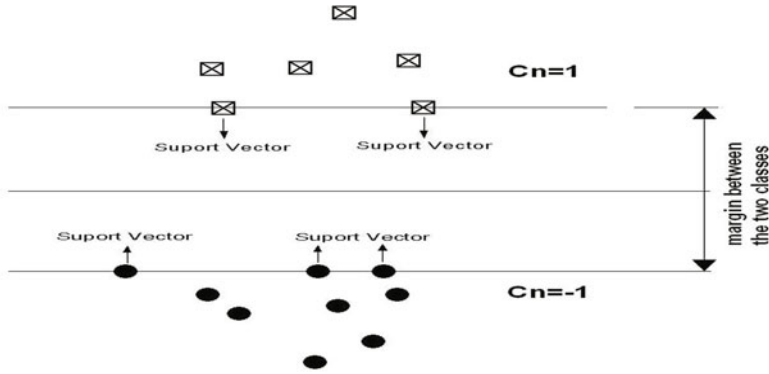 Cn=1
Suport Vector
Suport Vector
margin between
the two classes
Suport Vector
Suport Vector
Cn=-1